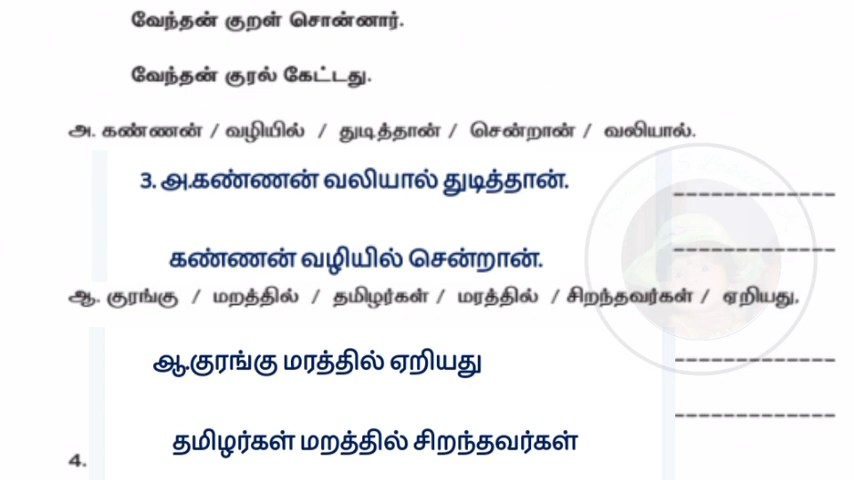 வேந்தன் குறள் சொன்னார்.
வேந்தன் குரல் கேட்டது.
அ. கண்ணன் / வழியில் / துடித்தான் / சென்றான் / வலியால்.
3. அ.கண்ணன் வலியால் துடித்தான்.
கண்ணன் வழியில் சென்றான்.
ஆ. குரங்கு / மறத்தில் / தமிழர்கள் / மரத்தில் / சிறந்தவர்கள் / ஏறியது.
ஆ.குரங்கு மரத்தில் ஏறியது
தமிழர்கள் மறத்தில் சிறந்தவர்கள்
4.